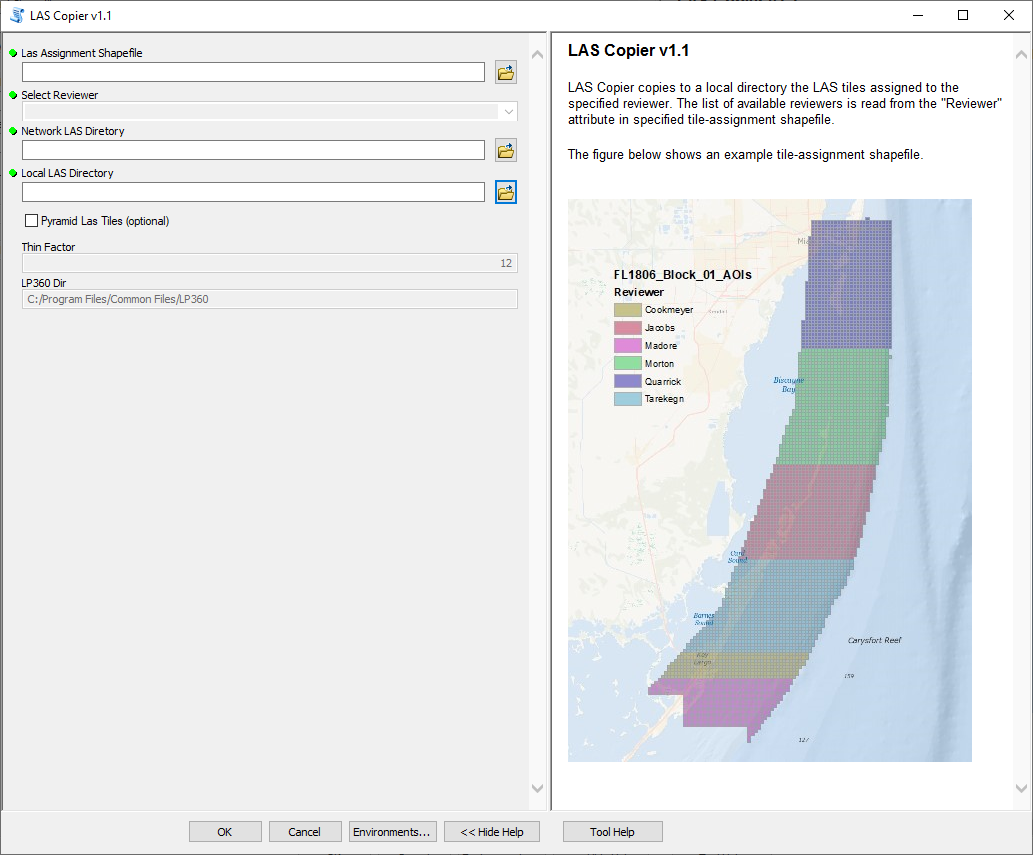 LAS Copier v1.1
Las Assignment Shapefile
Select Reviewer
Network LAS Diretory
Local LAS Directory
Pyramid Las Tiles (optional)
Thin Factor
12
LP360 Dir
C:/Program Files/Common Files/LP360
LAS Copier v1.1
LAS Copier copies to a local directory the LAS tiles assigned to the
specified reviewer. The list of available reviewers is read from the "Reviewer"
attribute in specified tile-assignment shapefile.
The figure below shows an example tile-assignment shapefile.
FL1806_Block_01_AOIs
Reviewer
Cookmeyer
Jacobs
Madore
Morton
Quarrick
Tarekegn
Biscayne
Bay
Card
Sound
Barnes
Sound
Key
Largo
Carysfort Reef
159
127
OK
Cancel
Environments...
<< Hide Help
Tool Help